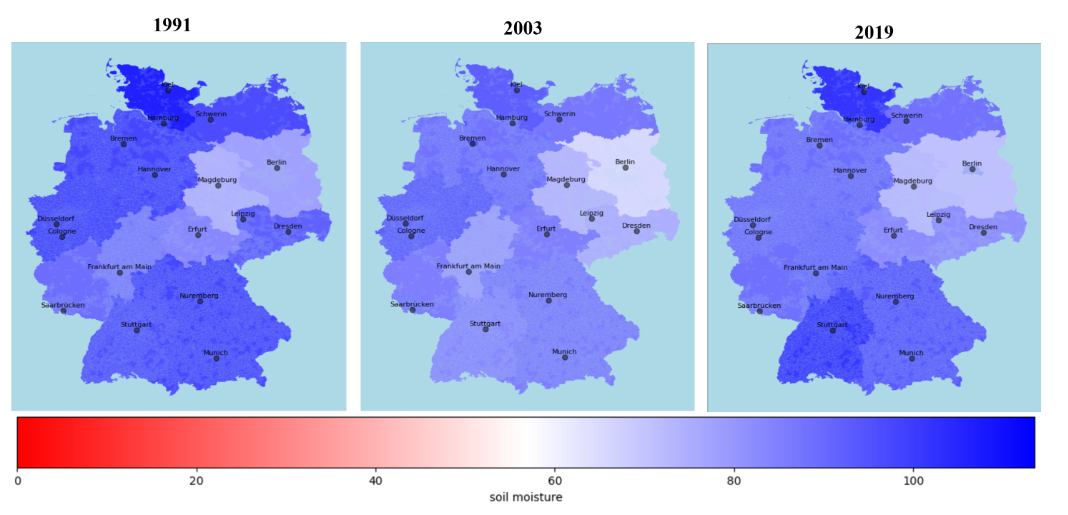 1991
2003
2019
Kiel
Hamburg
Schwerin
Bremen
Hannover
Berlin
Magdeburg
Düsseldorf
Cologne
Leipzig
Erfurt
Dresden
Frankfurt am Main
Saarbrücken
Nuremberg
Stuttgart
Munich
Kiel
Hamburg
Schwerin
Bremen
Hannover
Berlin
Magdeburg
Düsseldorf
Cologne
Leipzig
Erfurt
Dresden
Frankfurt am Main
Saarbrücken
Nuremberg
Stuttgart
Munich
Kiel
Hamburg
Schwerin
Bremen
Hannover
Berlin
Magdeburg
Düsseldorf
Cologne
Leipzig
Erfurt
Dresden
Frankfurt am Main
Saarbrücken
Nuremberg
Stuttgart
Munich
0 20 40 60 80 100
soil moisture